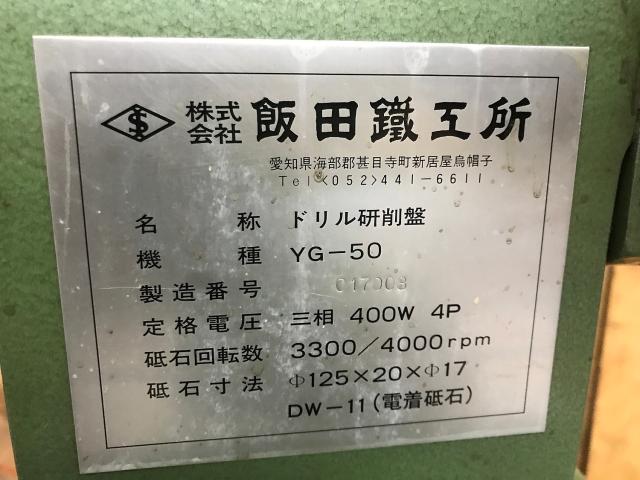 株式会社 飯田鐵工所
愛知県海部郡甚目寺町新居屋鳥帽子
Tel<052>441-6611
名称 ドリル研削盤
機種 YG-50
製造番号 017003
定格電圧 三相 400W 4P
砥石回転数 3300/4000rpm
砥石寸法 Φ125×20×Φ17
DW-11(電着砥石)